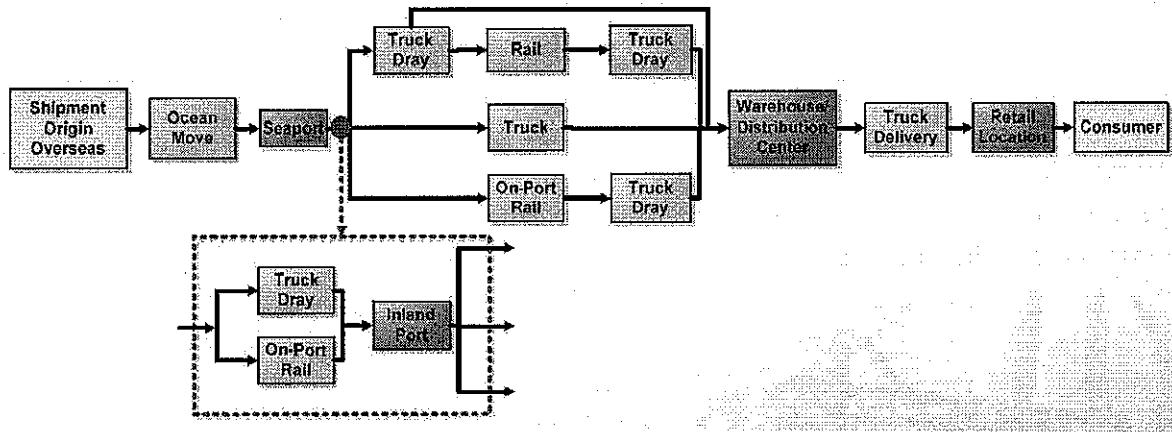 Shipment
Origin
Overseas
Ocean
Move
Seaport
Truck
Dray
Rail
Truck
Dray
Truck
On-Port
Rail
Truck
Dray
Warehouse/
Distribution
Center
Truck
Delivery
Retail
Location
Consumer
Truck
Dray
On-Port
Rail
Inland
Port